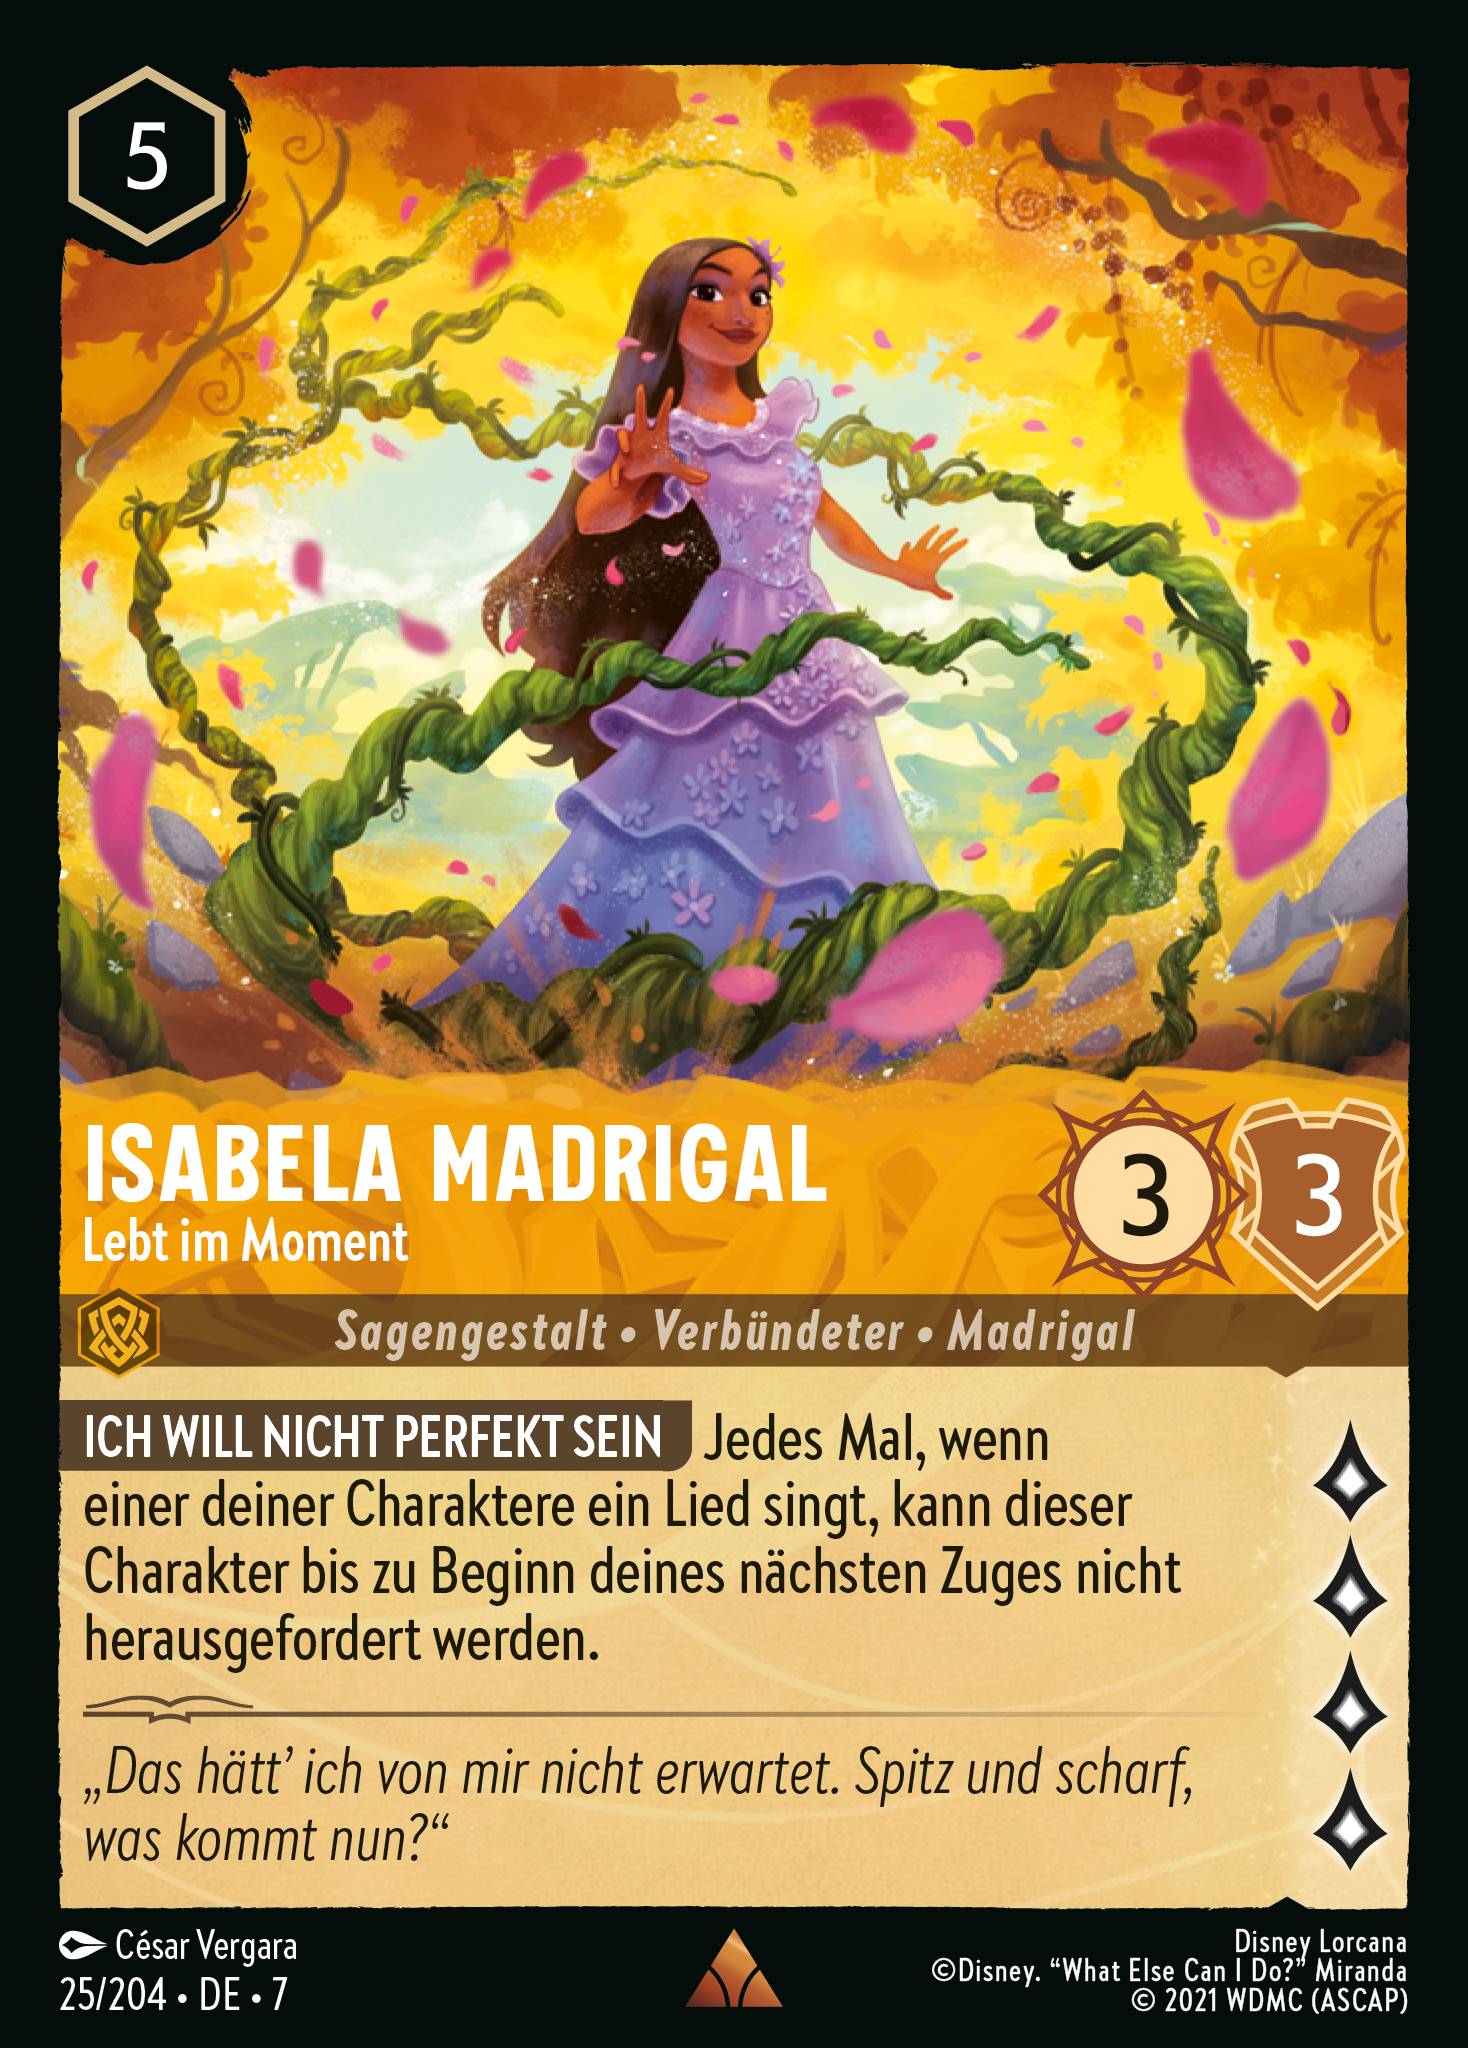 5
ISABELA MADRIGAL
Lebt im Moment
3
3
Sagengestalt • Verbündeter • Madrigal
ICH WILL NICHT PERFEKT SEIN Jedes Mal, wenn
einer deiner Charaktere ein Lied singt, kann dieser
Charakter bis zu Beginn deines nächsten Zuges nicht
herausgefordert werden.
„Das hätt’ ich von mir nicht erwartet. Spitz und scharf,
was kommt nun?“
César Vergara
25/204 • DE • 7
Disney Lorcana
©Disney. “What Else Can I Do?” Miranda
© 2021 WDMC (ASCAP)